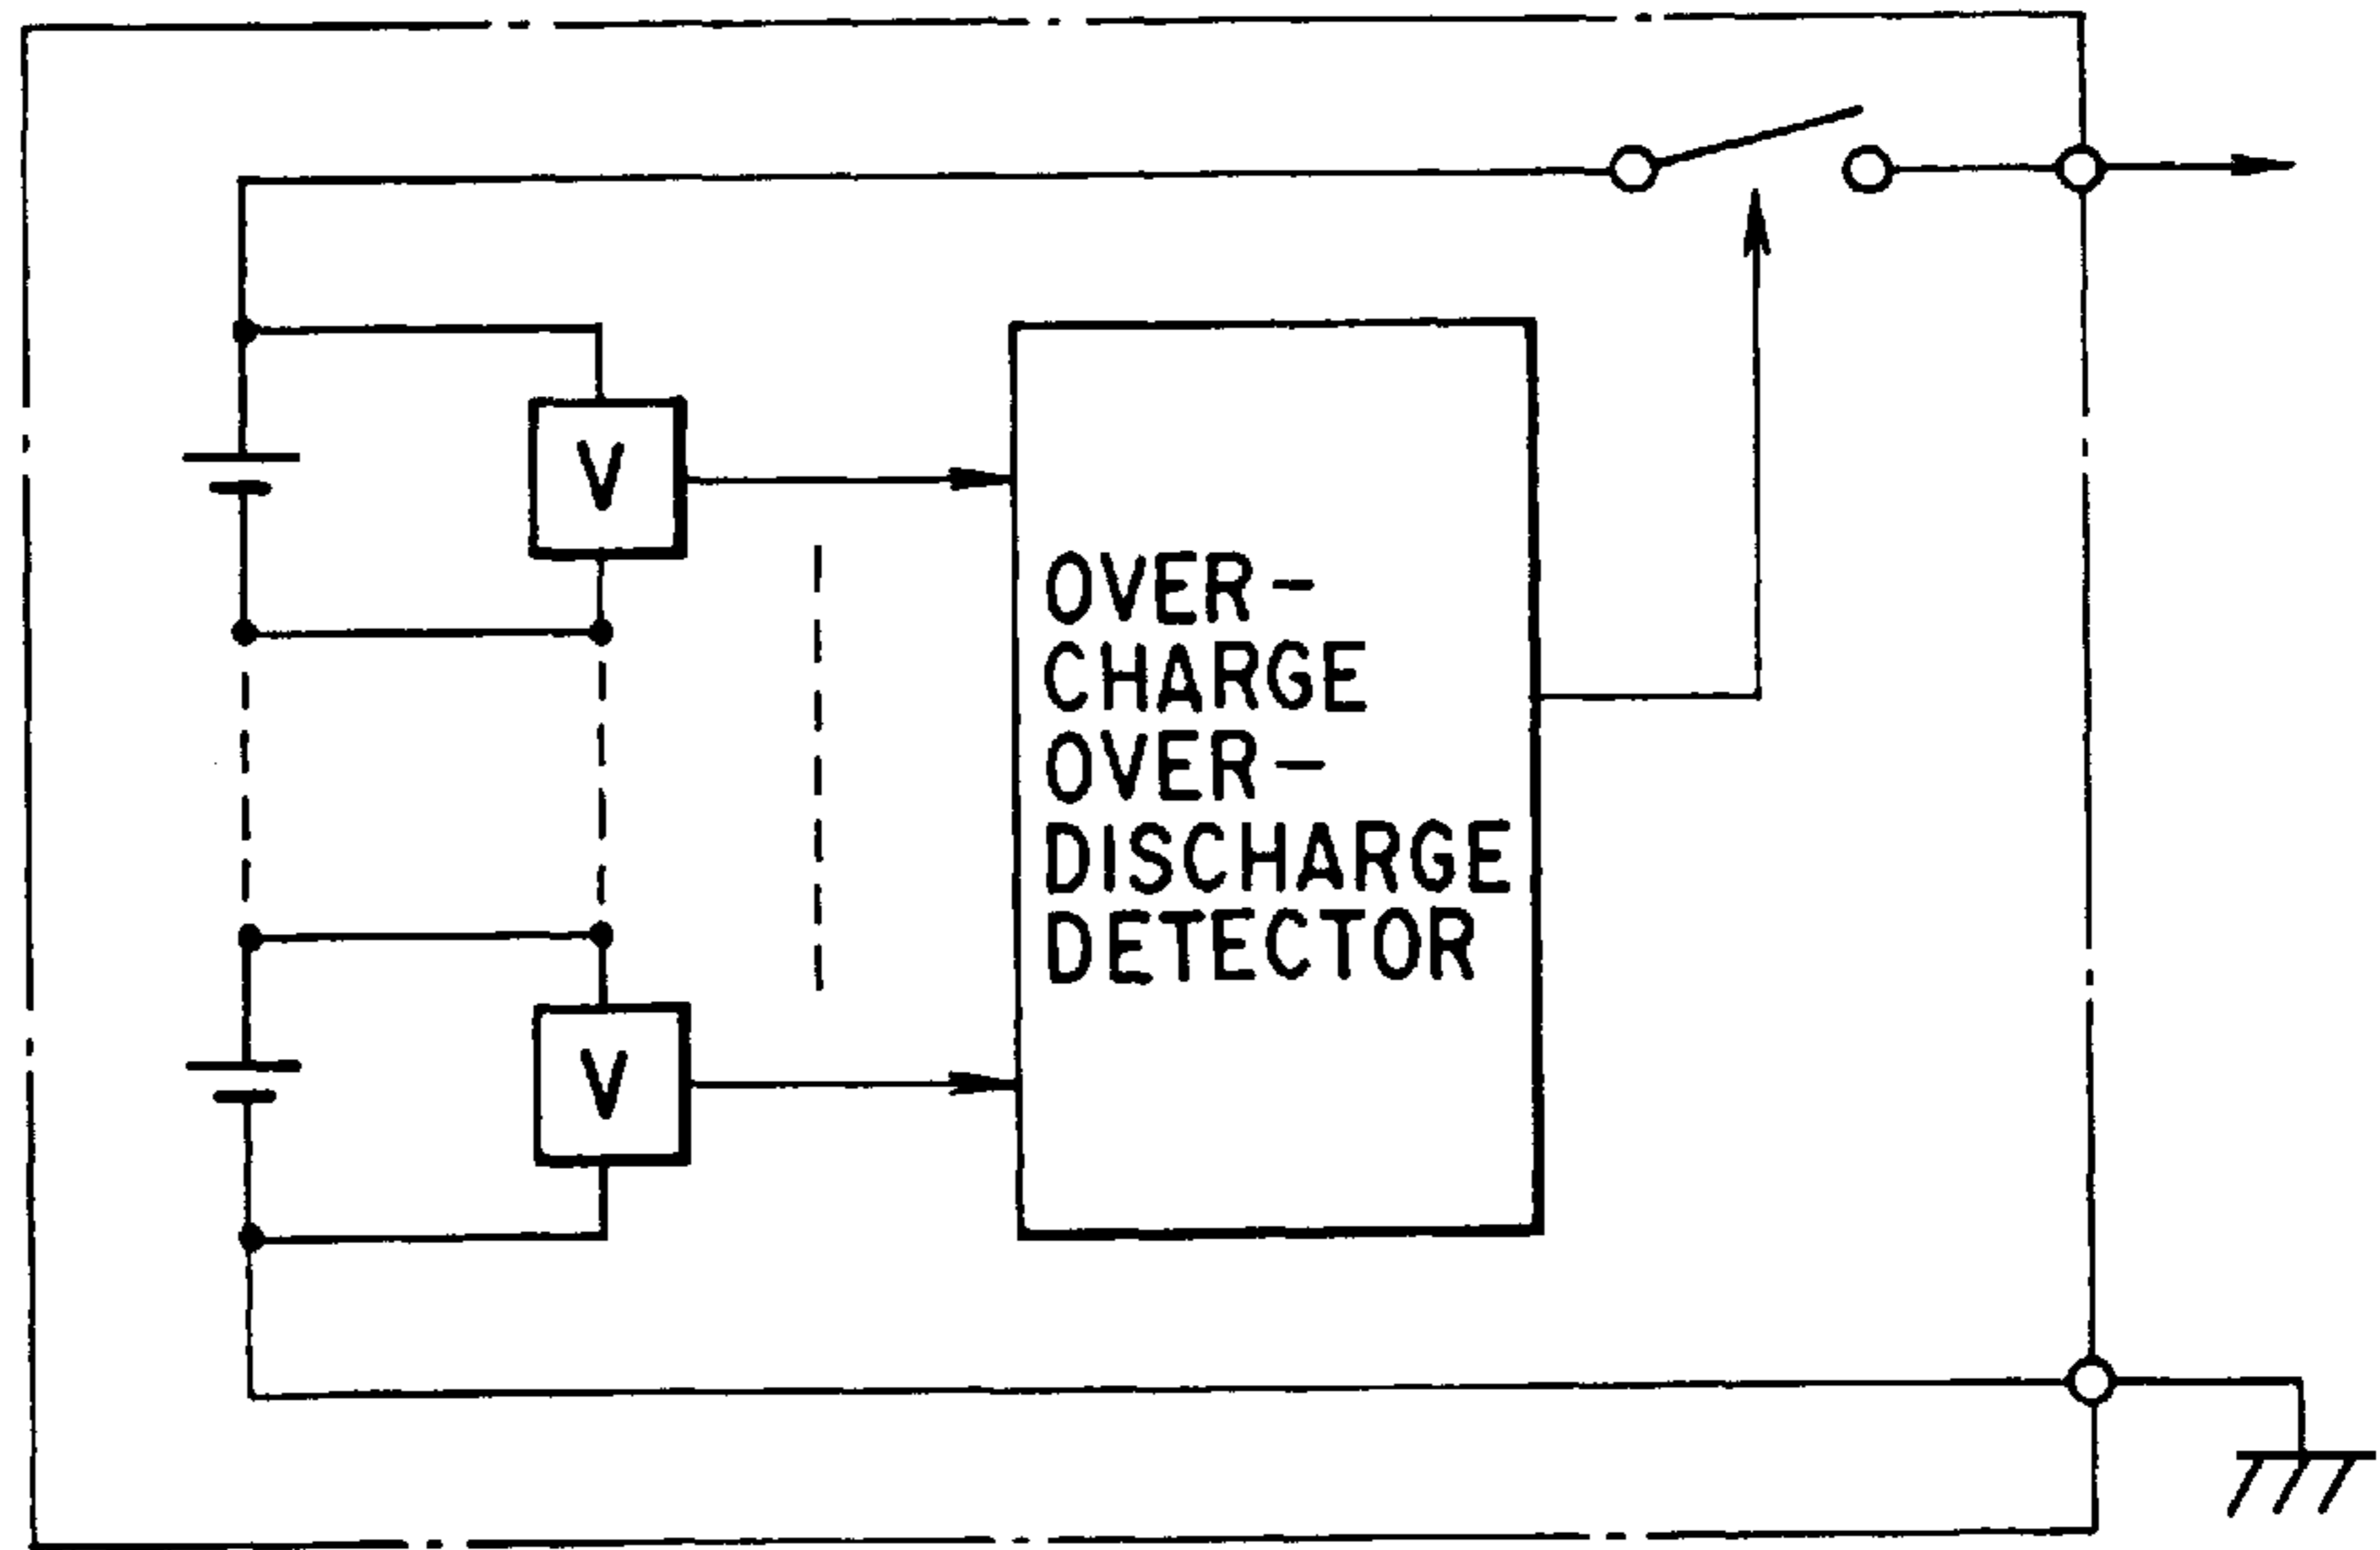 V
OVER-
CHARGE
OVER-
DISCHARGE
DETECTOR
V